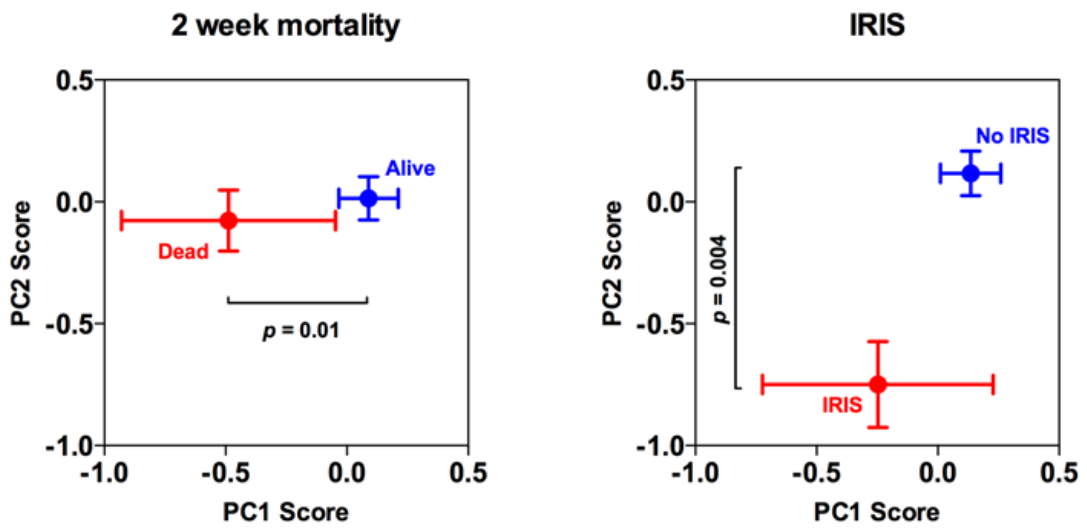 2 week mortality
0.5
0.0
-0.5
-1.0
PC2 Score
Alive
Dead
p = 0.01
-1.0 -0.5 0.0 0.5
PC1 Score
IRIS
0.5
0.0
-0.5
-1.0
PC2 Score
No IRIS
p = 0.004
IRIS
-1.0 -0.5 0.0 0.5
PC1 Score